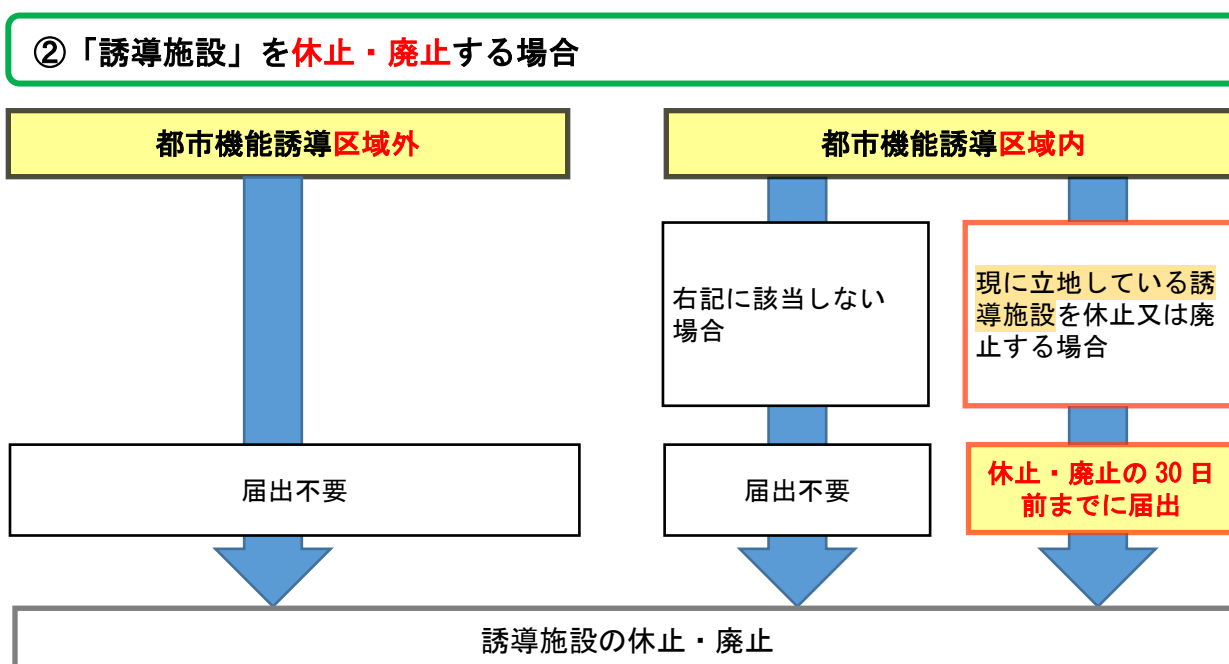 ②「誘導施設」を休止・廃止する場合
都市機能誘導区域外
都市機能誘導区域内
右記に該当しない
場合
現に立地している誘
導施設を休止又は廃
止する場合
届出不要
届出不要
休止・廃止の 30 日
前までに届出
誘導施設の休止・廃止